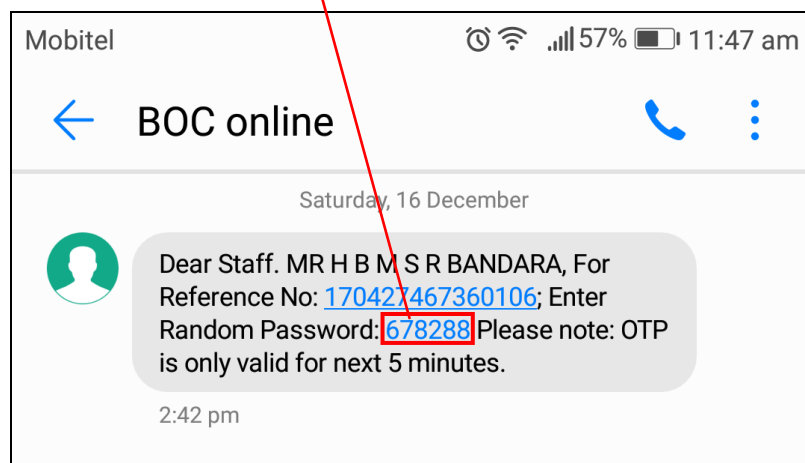 Mobitel 57% 11:47 am
BOC online
Saturday, 16 December
Dear Staff. MR H B M S R BANDARA, For
Reference No: 170427467360106; Enter
Random Password: 678288 Please note: OTP
is only valid for next 5 minutes.
2:42 pm